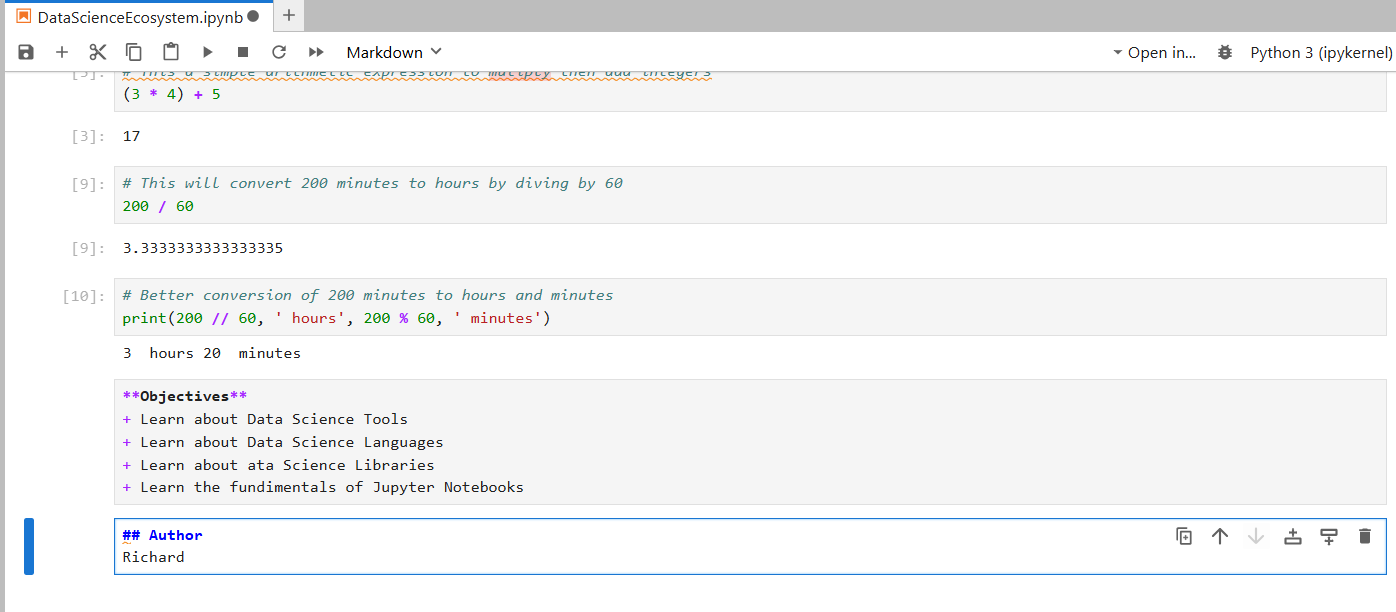 DataScienceEcosystem.ipynb
Markdown Open in... Python 3 (ipykernel)
[3]: # This a simple arithmetic expression to mutiply then add integers
(3 * 4) + 5
[3]: 17
[9]: # This will convert 200 minutes to hours by diving by 60
200 / 60
[9]: 3.3333333333333335
[10]: # Better conversion of 200 minutes to hours and minutes
print(200 // 60, ' hours', 200 % 60, ' minutes')
3  hours 20  minutes
**Objectives**
+ Learn about Data Science Tools
+ Learn about Data Science Languages
+ Learn about ata Science Libraries
+ Learn the fundimentals of Jupyter Notebooks
## Author
Richard